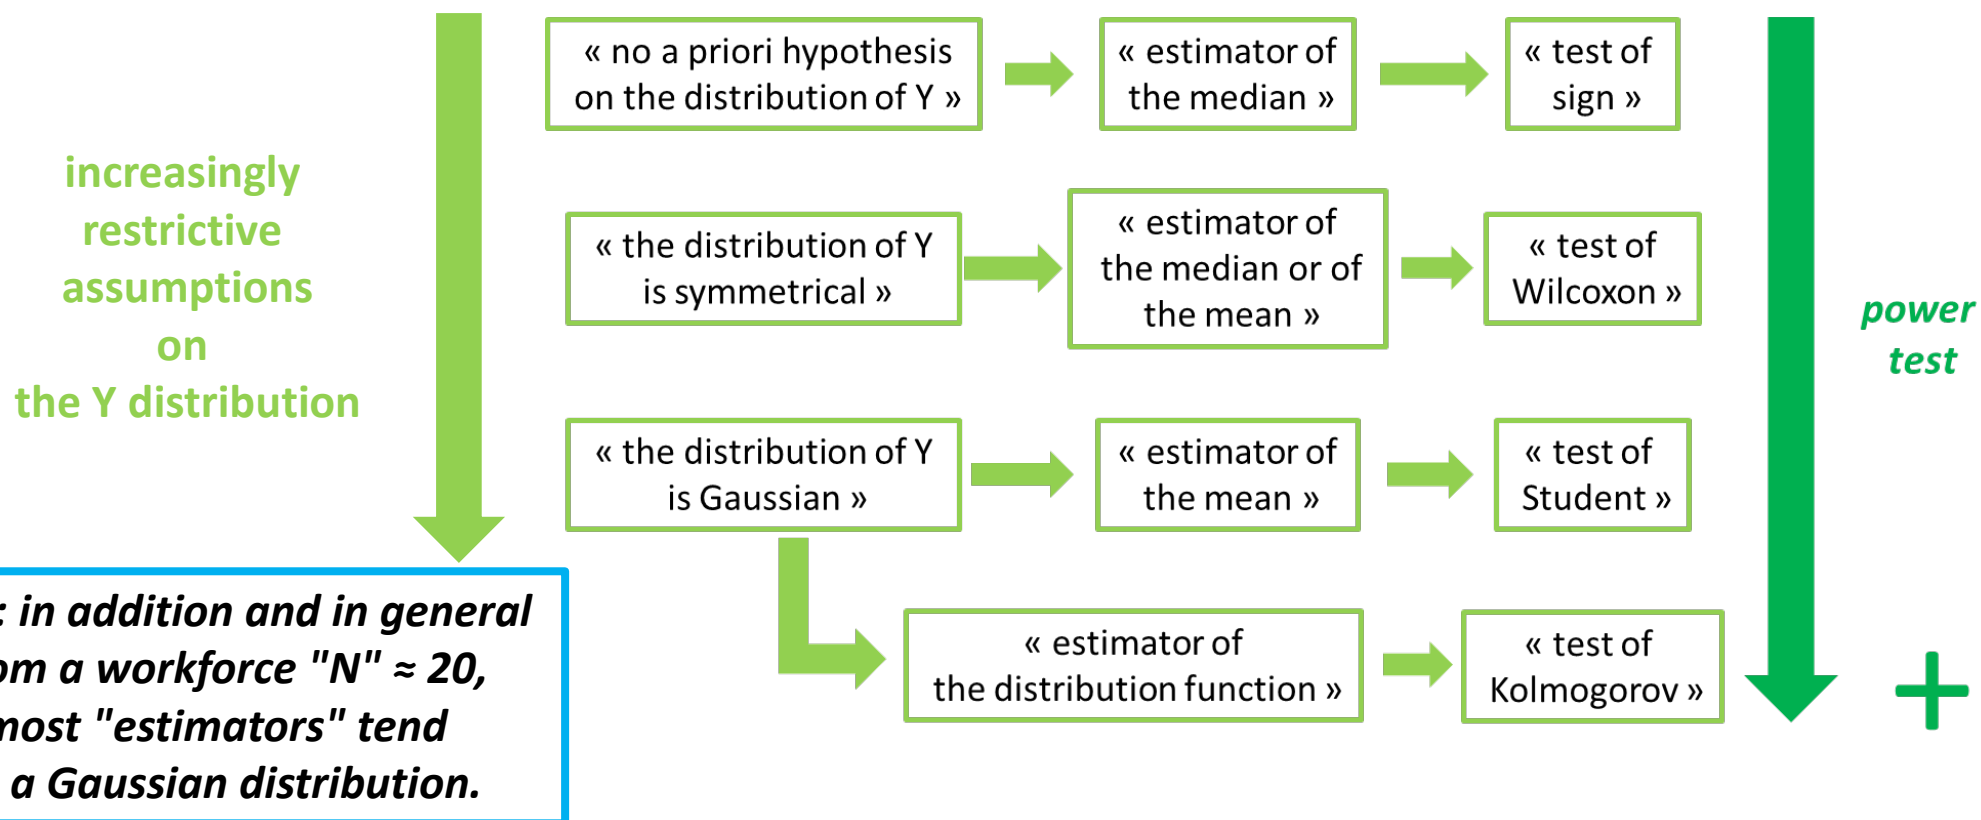 « no a priori hypothesis
on the distribution of Y »
« estimator of
the median »
« test of
sign »
increasingly
restrictive
assumptions
on
the Y distribution
« the distribution of Y
is symmetrical »
« estimator of
the median or of
the mean »
« test of
Wilcoxon »
power
test
« the distribution of Y
is Gaussian »
« estimator of
the mean »
« test of
Student »
: in addition and in general
a workforce "N" ≈ 20,
"estimators" tend
a Gaussian distribution.
« estimator of
the distribution function »
« test of
Kolmogorov »
+